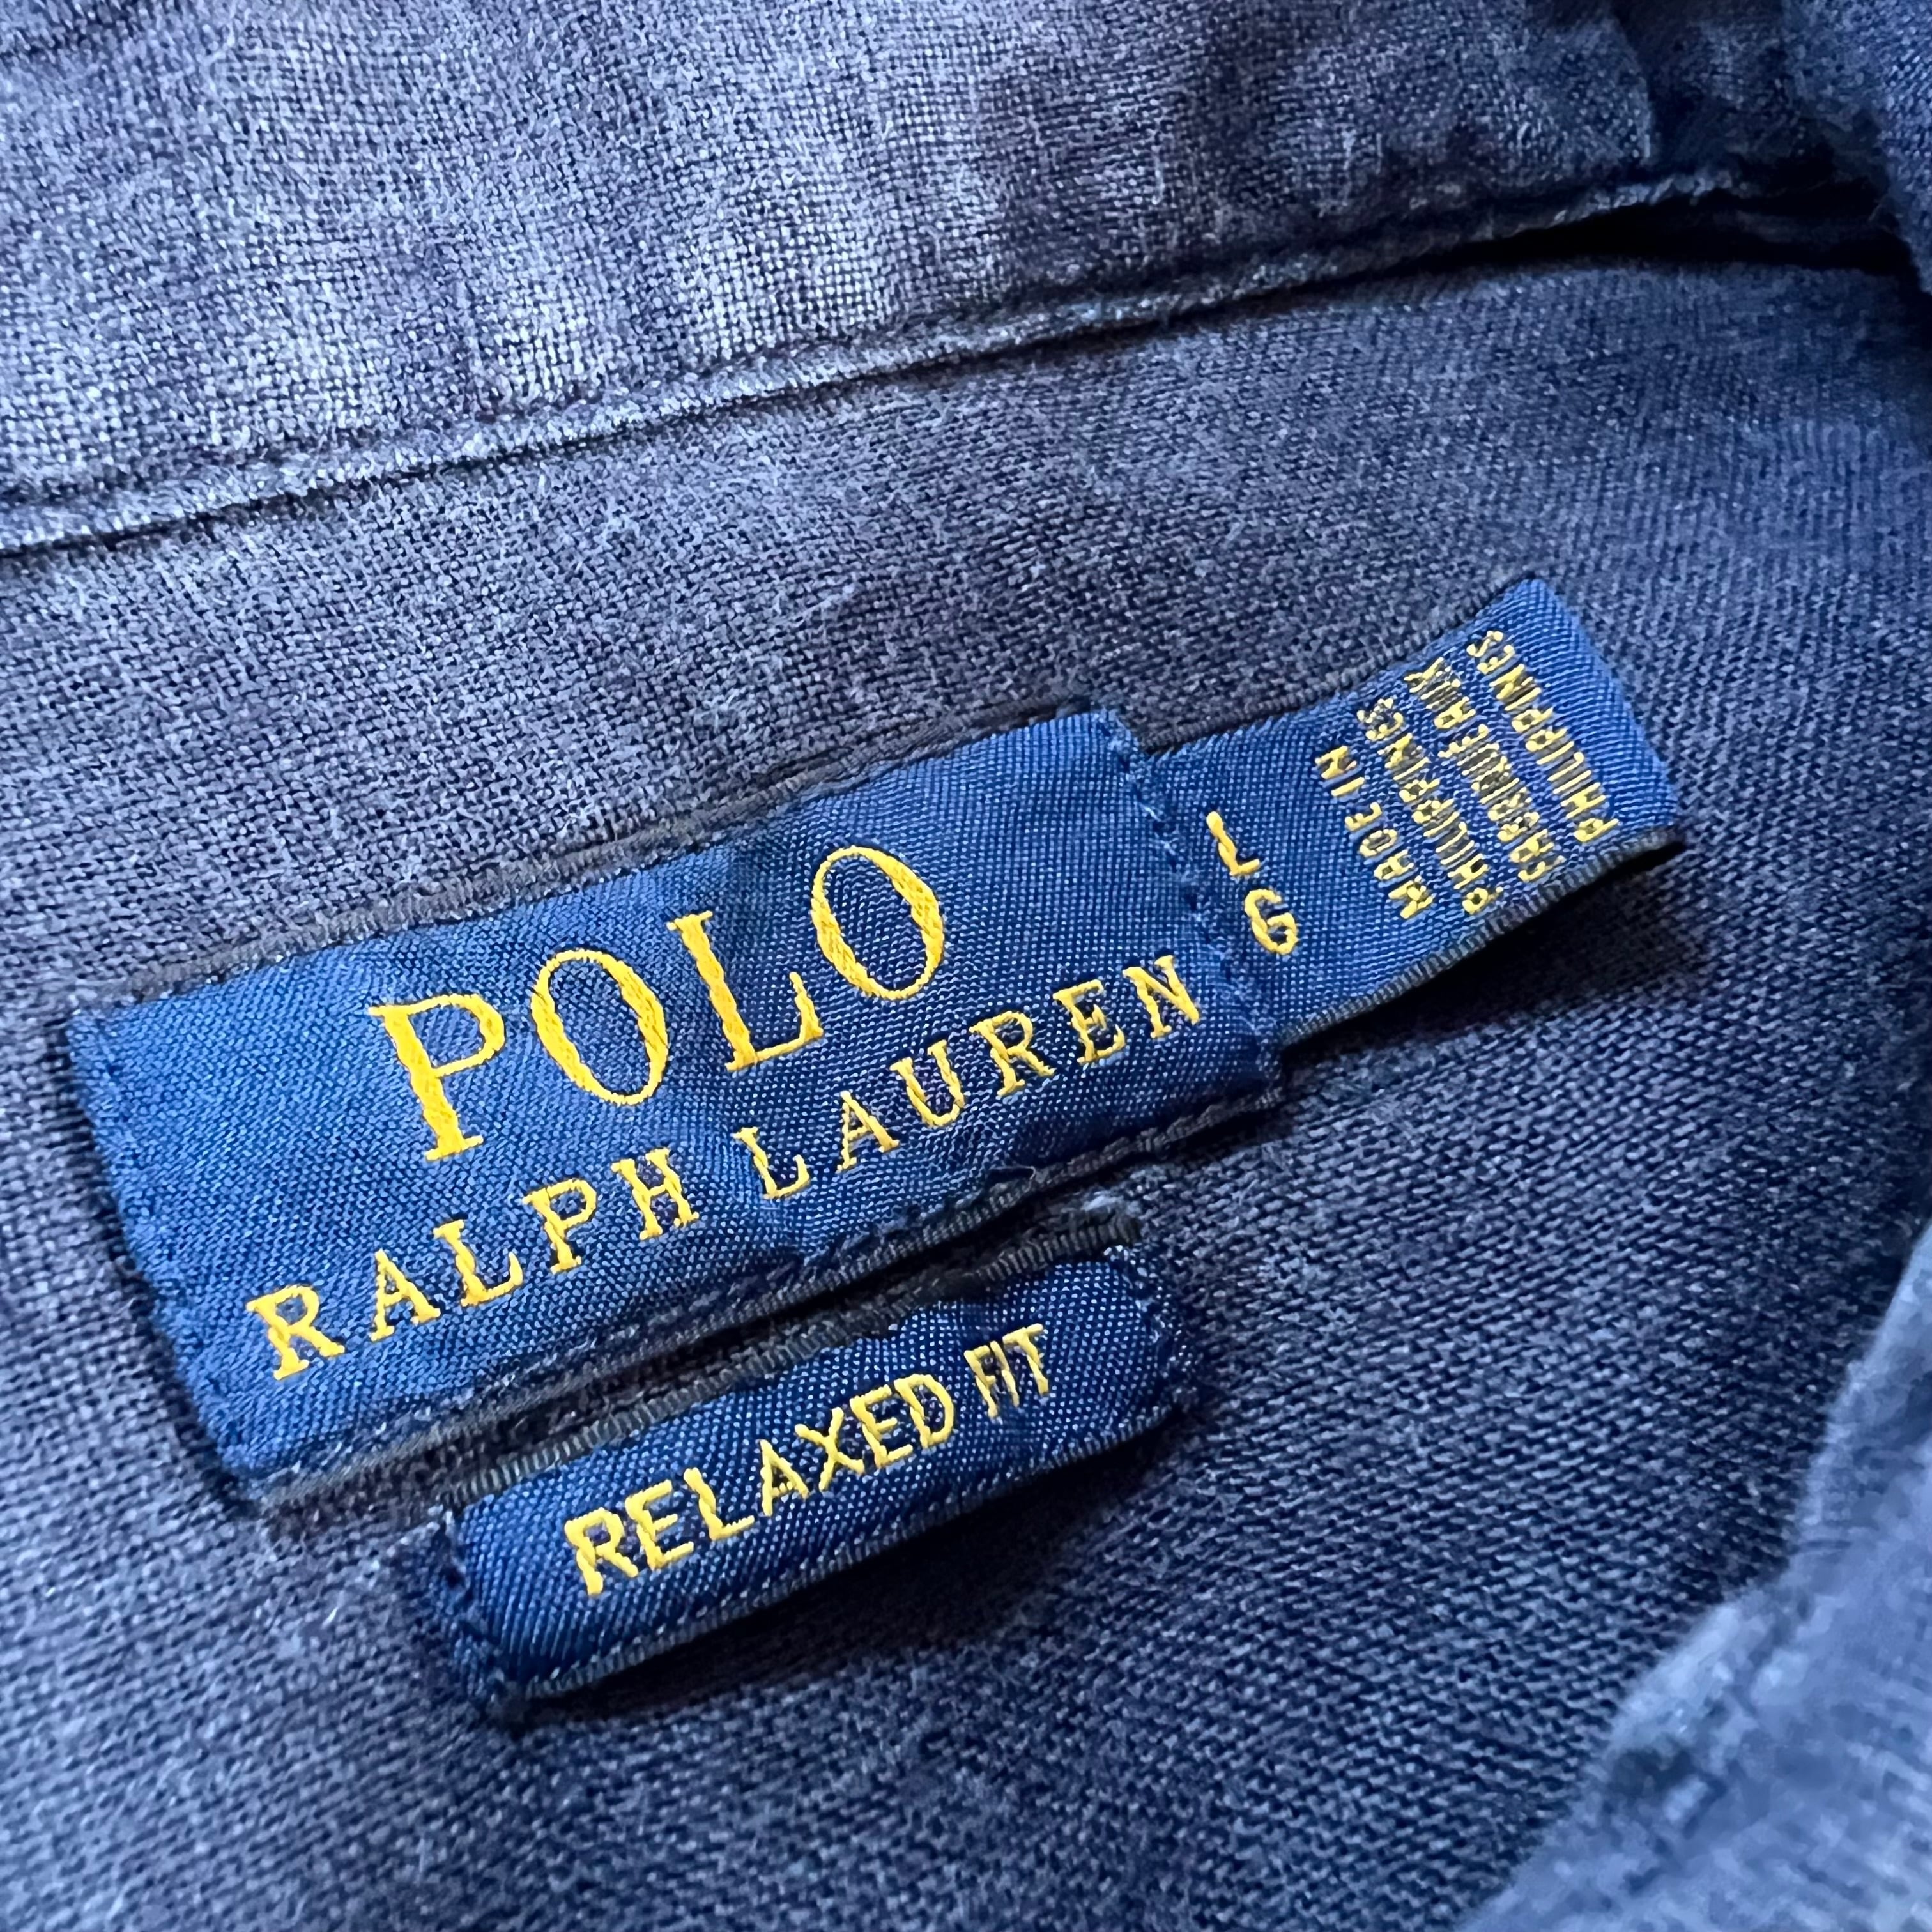 POLO
RALPH LAUREN
L
G
MADE IN
PHILIPPINES
FABRIQUÉ AUX
PHILIPPINES
RELAXED FIT